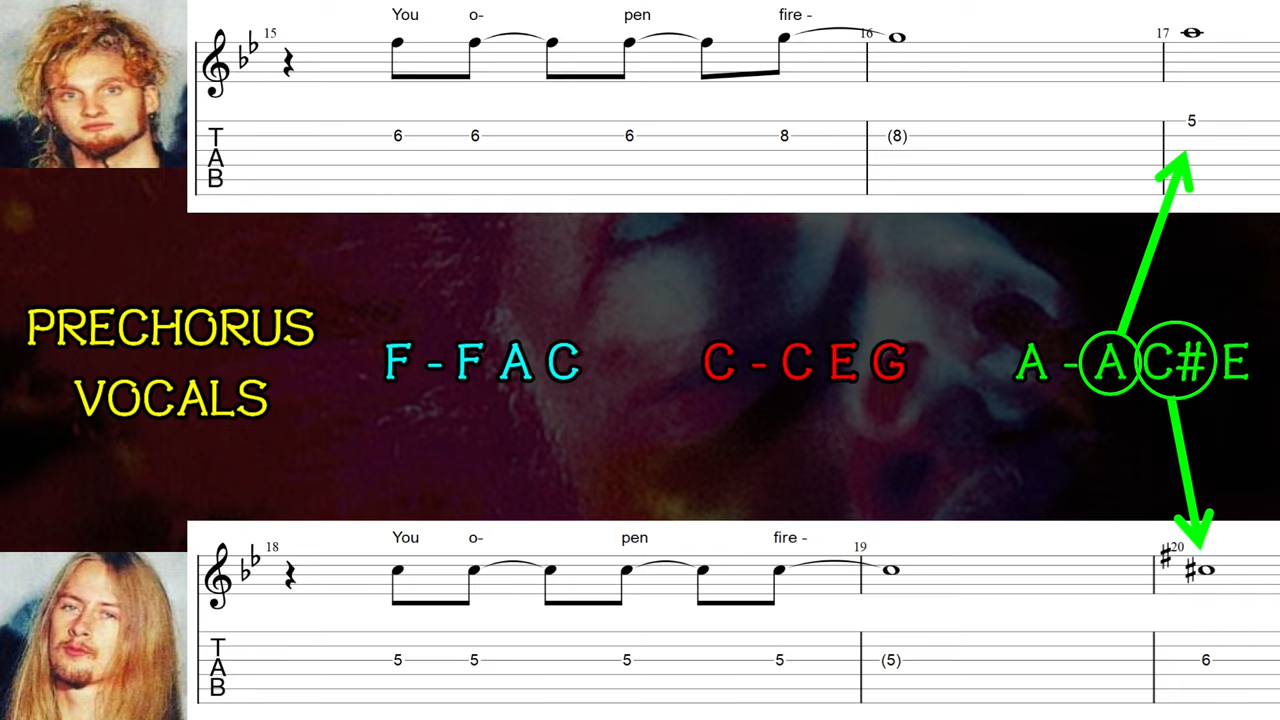 You o- pen fire -
15 16 17
T A B
6 6 6 8 (8) 5
PRECHORUS
VOCALS
F - F A C C - C E G A - A C# E
You o- pen fire -
18 19 20
T A B
5 5 5 5 (5) 6